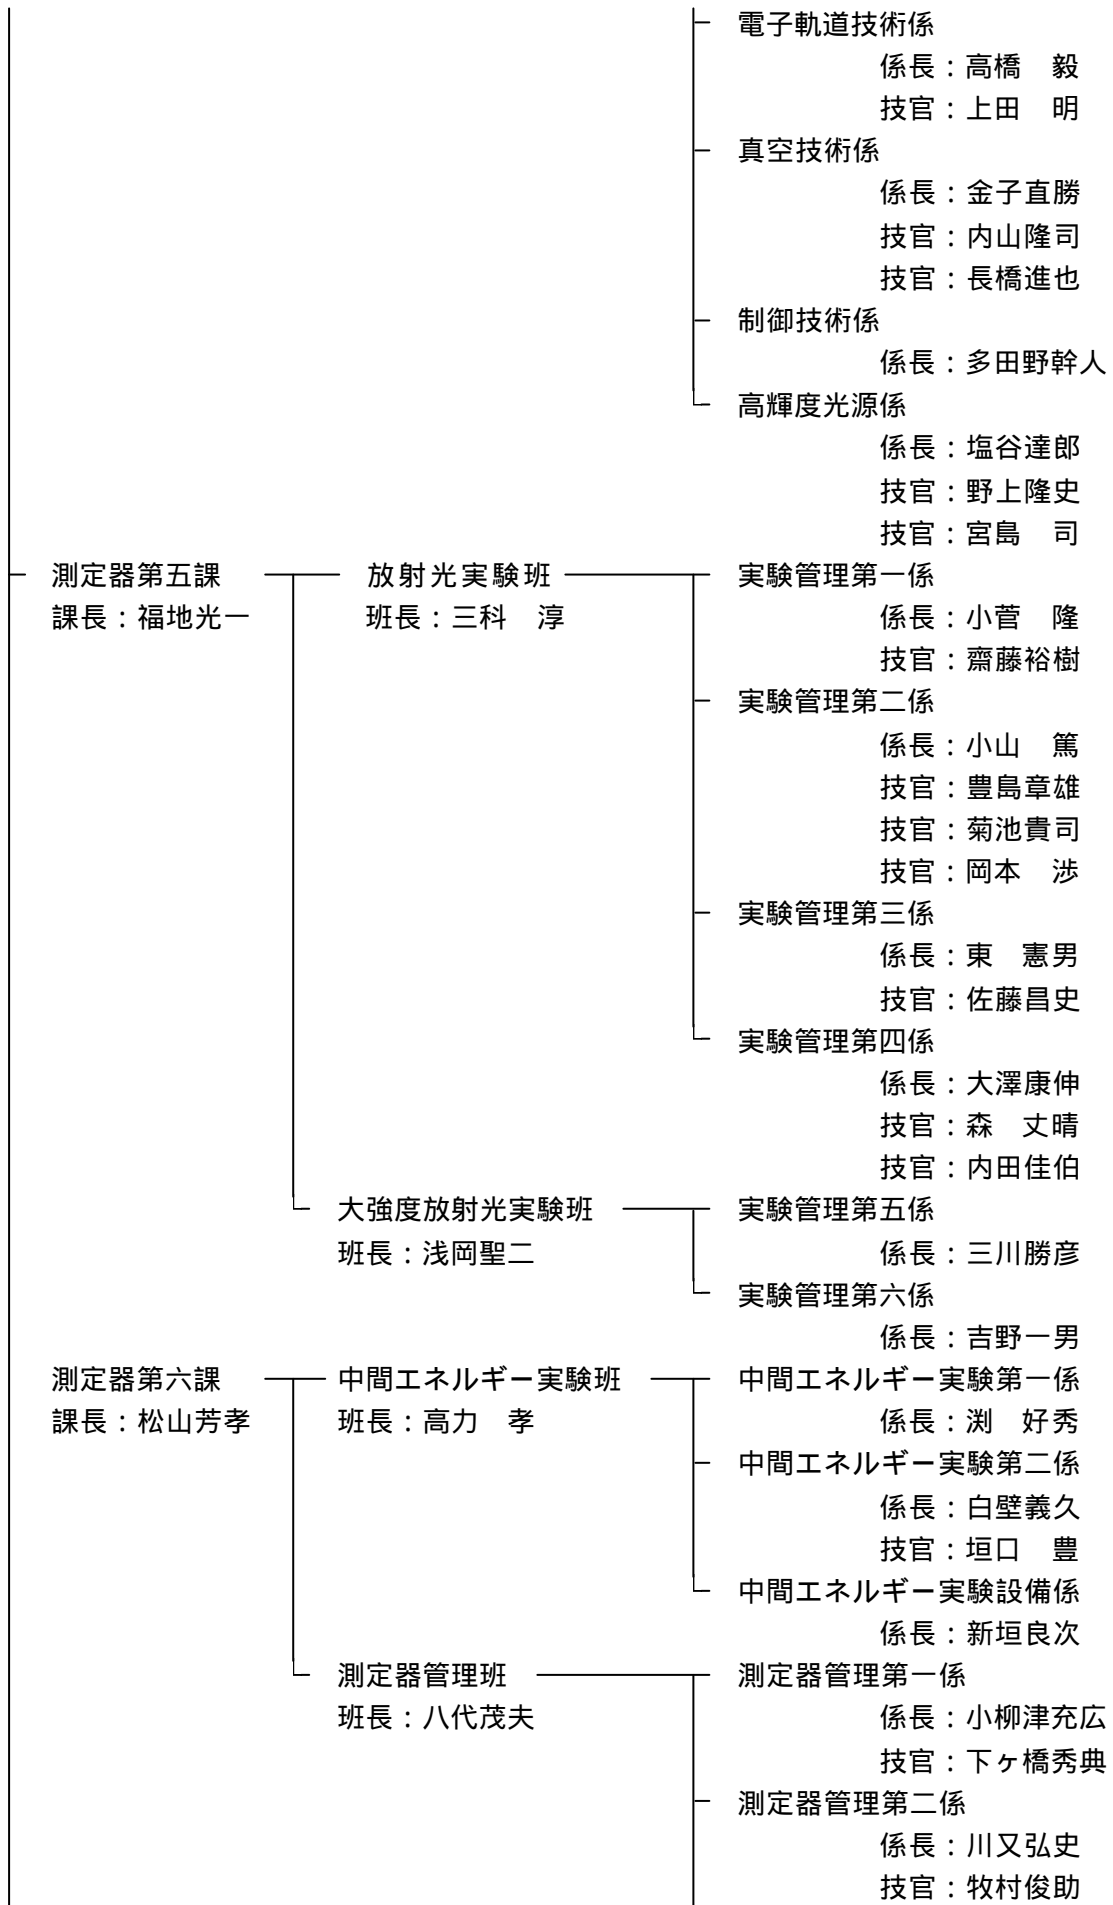 電子軌道技術係
係長：高橋　毅
技官：上田　明
真空技術係
係長：金子直勝
技官：内山隆司
技官：長橋進也
制御技術係
係長：多田野幹人
高輝度光源係
係長：塩谷達郎
技官：野上隆史
技官：宮島　司
測定器第五課　放射光実験班　実験管理第一係
課長：福地光一　班長：三科　淳　係長：小菅　隆
技官：齋藤裕樹
実験管理第二係
係長：小山　篤
技官：豊島章雄
技官：菊池貴司
技官：岡本　渉
実験管理第三係
係長：東　憲男
技官：佐藤昌史
実験管理第四係
係長：大澤康伸
技官：森　丈晴
技官：内田佳伯
大強度放射光実験班　実験管理第五係
班長：浅岡聖二　係長：三川勝彦
実験管理第六係
係長：吉野一男
測定器第六課　中間エネルギー実験班　中間エネルギー実験第一係
課長：松山芳孝　班長：高力　孝　係長：渕　好秀
中間エネルギー実験第二係
係長：白壁義久
技官：垣口　豊
中間エネルギー実験設備係
係長：新垣良次
測定器管理班　測定器管理第一係
班長：八代茂夫　係長：小柳津充広
技官：下ヶ橋秀典
測定器管理第二係
係長：川又弘史
技官：牧村俊助